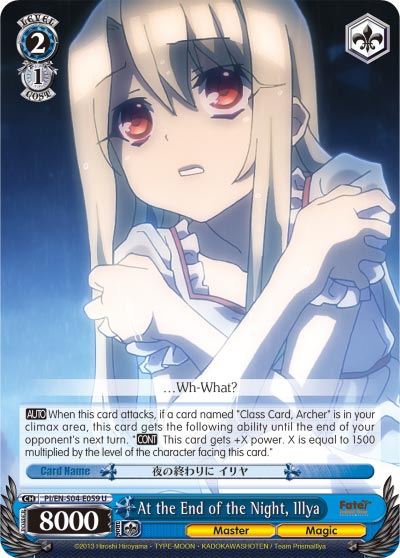 LEVEL
2
1
COST
…Wh-What?
AUTO When this card attacks, if a card named "Class Card, Archer" is in your
climax area, this card gets the following ability until the end of your
opponent's next turn. "CONT This card gets +X power. X is equal to 1500
multiplied by the level of the character facing this card."
Card Name 夜の終わりに イリヤ
CH PI/EN-S04-E059 U At the End of the Night, Illya
POWER 8000 SOUL Master Magic
Fate
©2013 Hiroshi Hiroyama · TYPE-MOON · KADOKAWASHOTEN / Team PrismaIllya